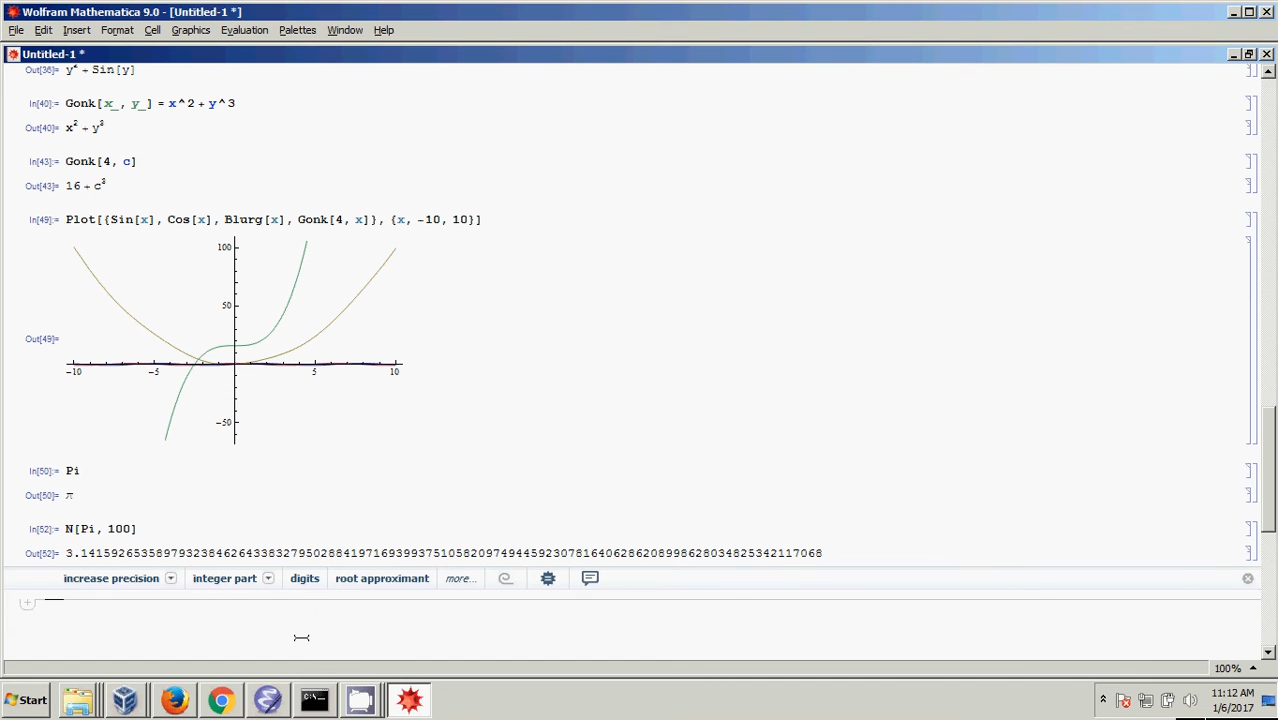 Wolfram Mathematica 9.0 - [Untitled-1 *]
File Edit Insert Format Cell Graphics Evaluation Palettes Window Help
Untitled-1 *
Out[36]= y² + Sin[y]
In[40]:= Gonk[x_, y_] = x^2 + y^3
Out[40]= x² + y³
In[43]:= Gonk[4, c]
Out[43]= 16 + c³
In[49]:= Plot[{Sin[x], Cos[x], Blurg[x], Gonk[4, x]}, {x, -10, 10}]
100
50
Out[49]=
-10 -5 5 10
-50
In[50]:= Pi
Out[50]= π
In[52]:= N[Pi, 100]
Out[52]= 3.141592653589793238462643383279502884197169399375105820974944592307816406286208998628034825342117068
increase precision integer part digits root approximant more...
100%
Start
11:12 AM
1/6/2017